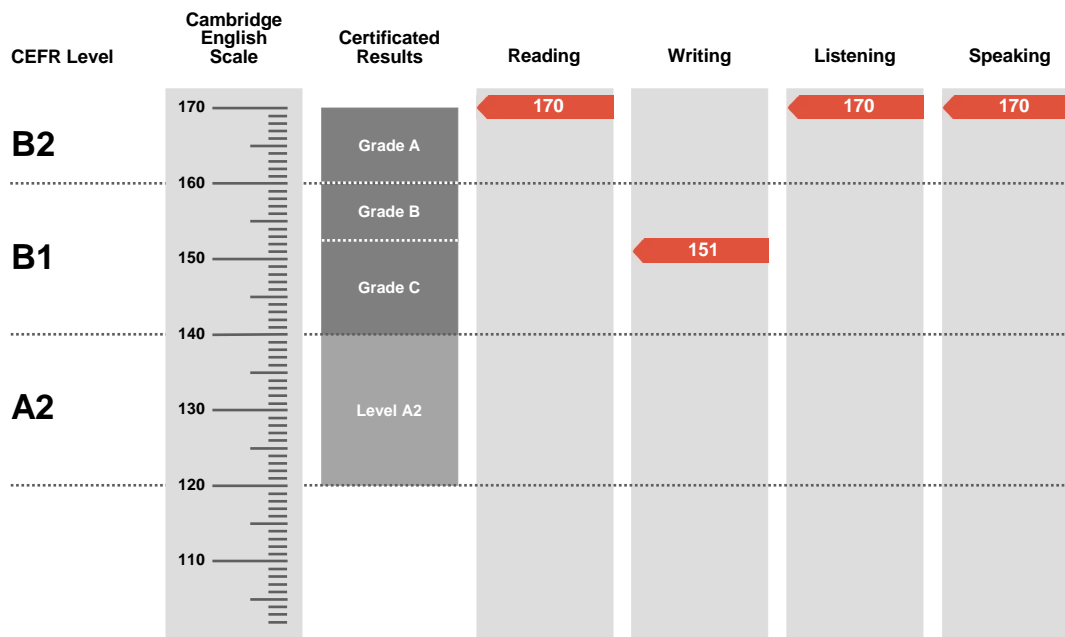 CEFR Level
Cambridge
English
Scale
Certificated
Results
Reading
Writing
Listening
Speaking
170
170
170
170
B2
Grade A
160
Grade B
B1
150
151
Grade C
140
A2
130
Level A2
120
110